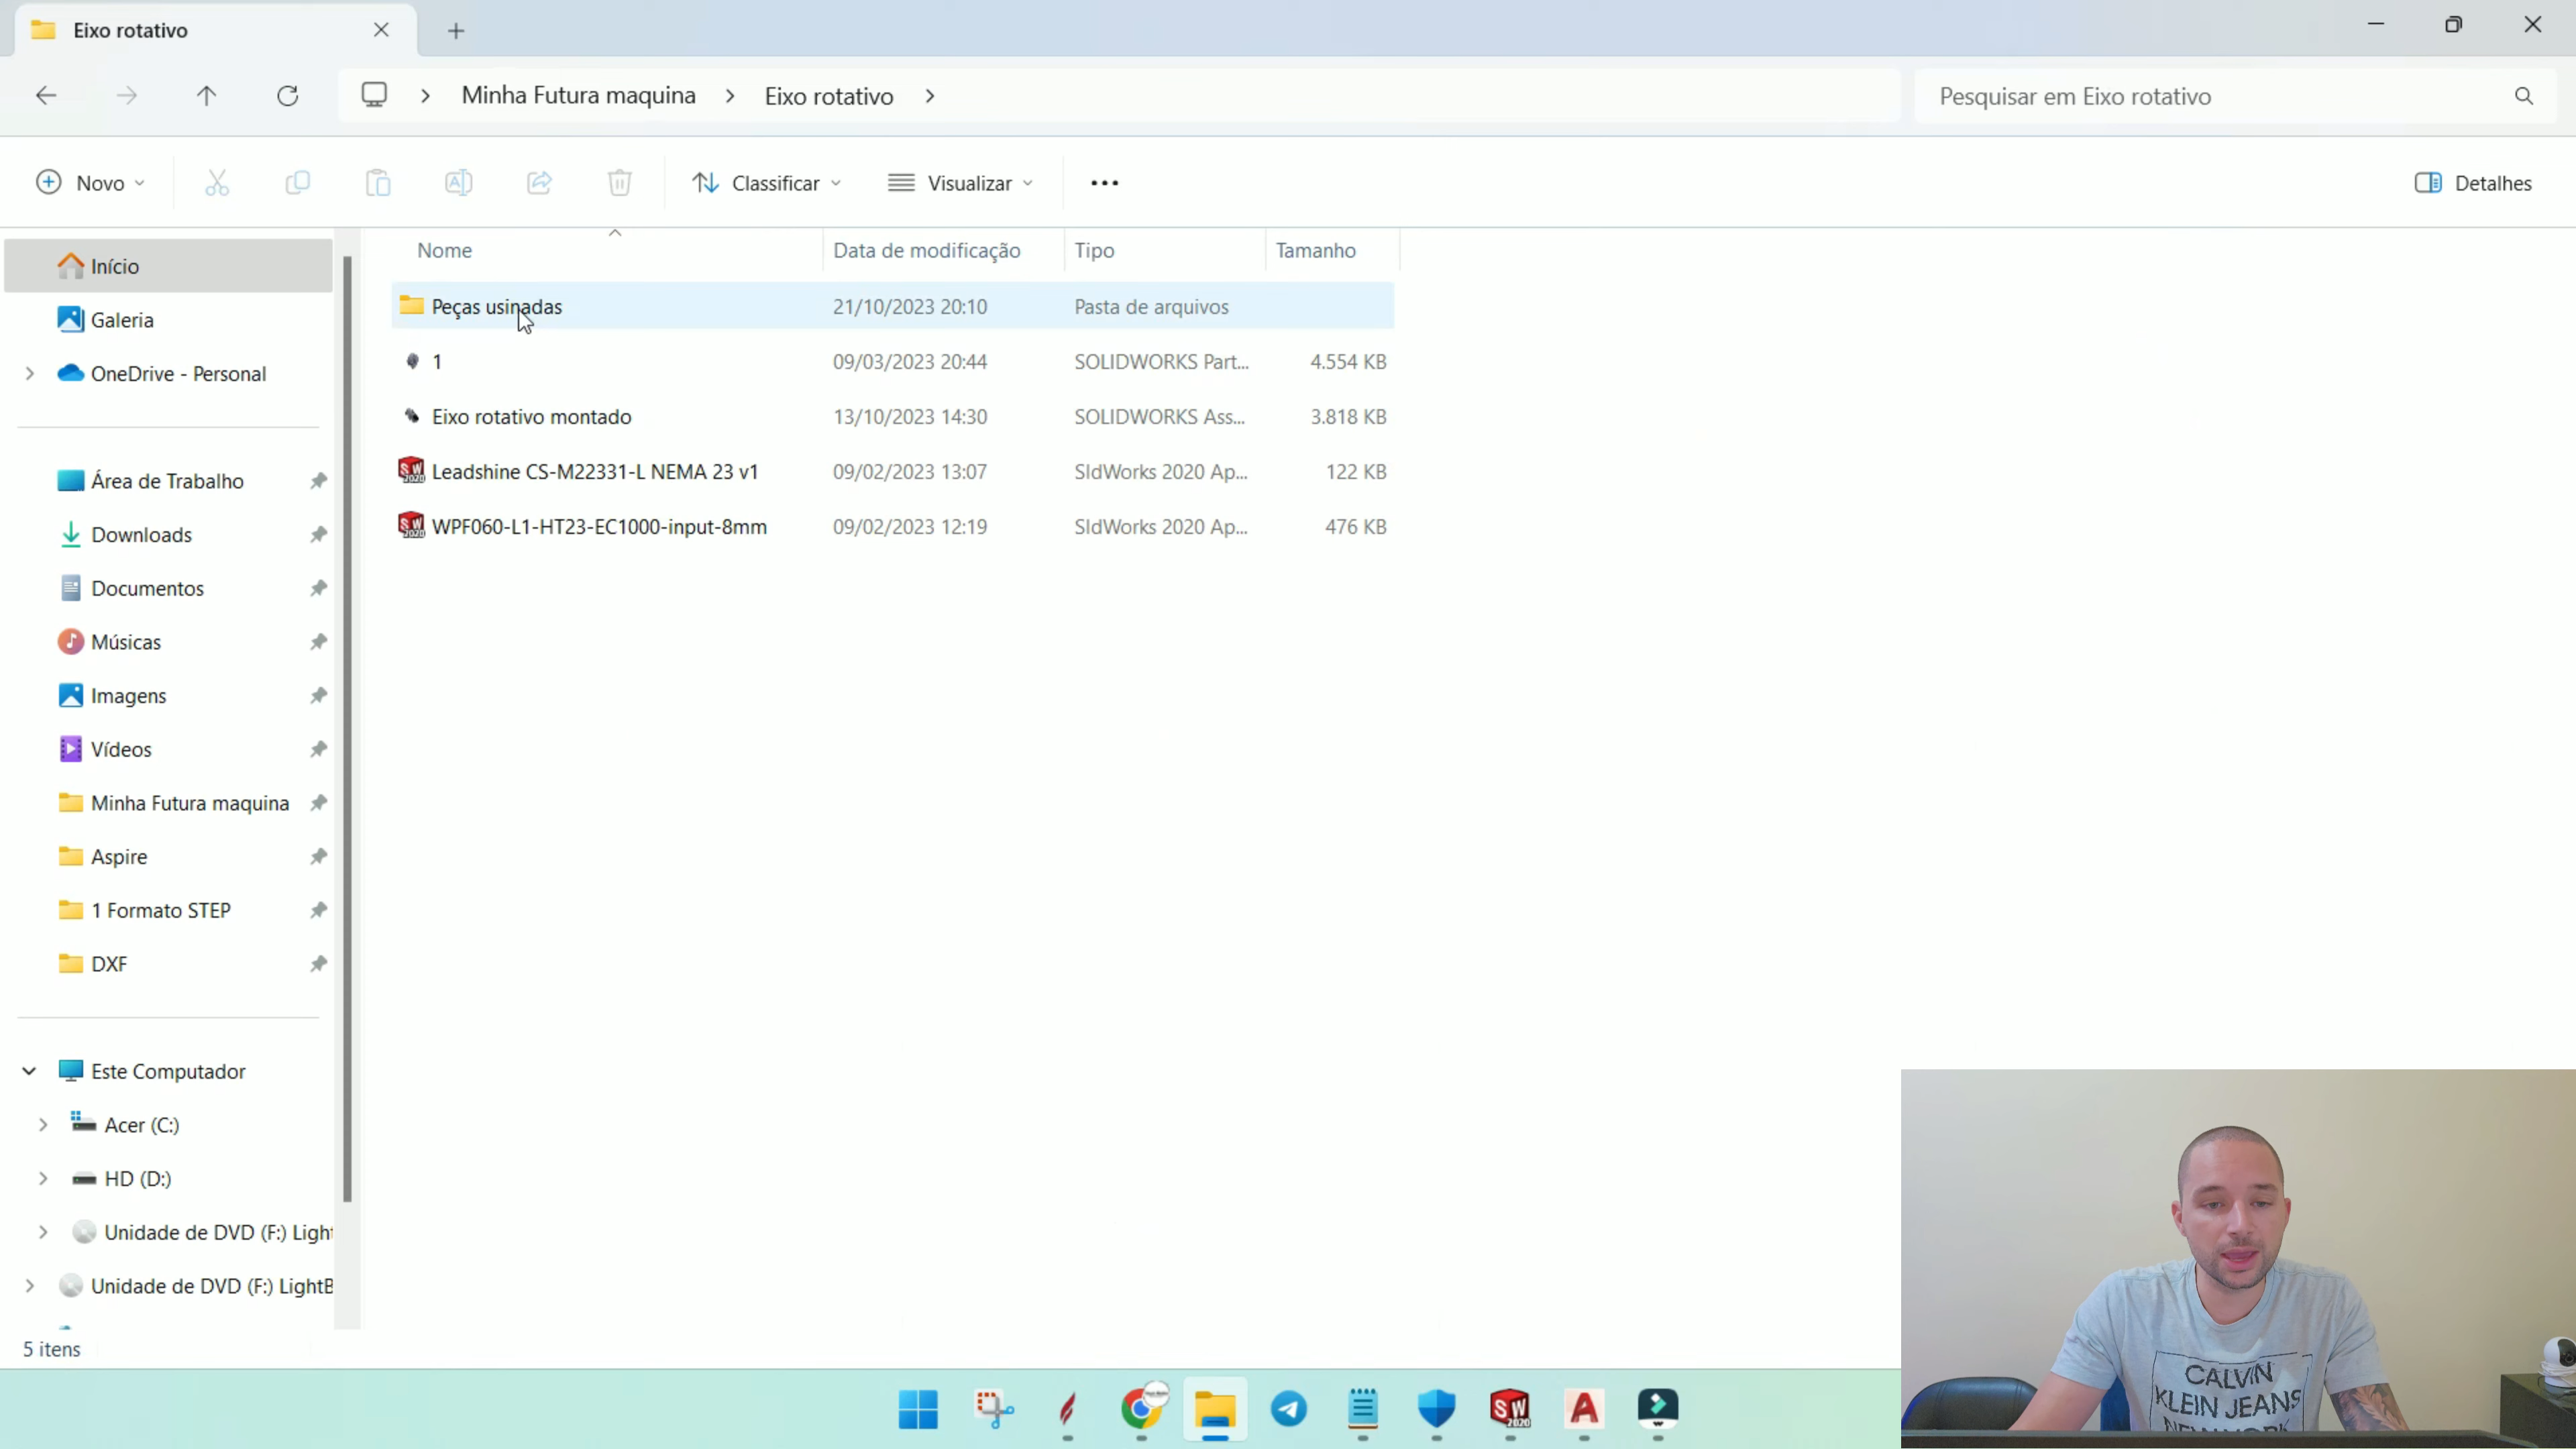 Eixo rotativo
Minha Futura maquina Eixo rotativo
Pesquisar em Eixo rotativo
Novo Classificar Visualizar Detalhes
Nome Data de modificação Tipo Tamanho
Peças usinadas 21/10/2023 20:10 Pasta de arquivos
1 09/03/2023 20:44 SOLIDWORKS Part... 4.554 KB
Eixo rotativo montado 13/10/2023 14:30 SOLIDWORKS Ass... 3.818 KB
Leadshine CS-M22331-L NEMA 23 v1 09/02/2023 13:07 SldWorks 2020 Ap... 122 KB
WPF060-L1-HT23-EC1000-input-8mm 09/02/2023 12:19 SldWorks 2020 Ap... 476 KB
Início
Galeria
OneDrive - Personal
Área de Trabalho
Downloads
Documentos
Músicas
Imagens
Vídeos
Minha Futura maquina
Aspire
1 Formato STEP
DXF
Este Computador
Acer (C:)
HD (D:)
Unidade de DVD (F:) Light
Unidade de DVD (F:) LightB
5 itens
SW
2020
CALVIN
KLEIN JEANS
NEW YORK